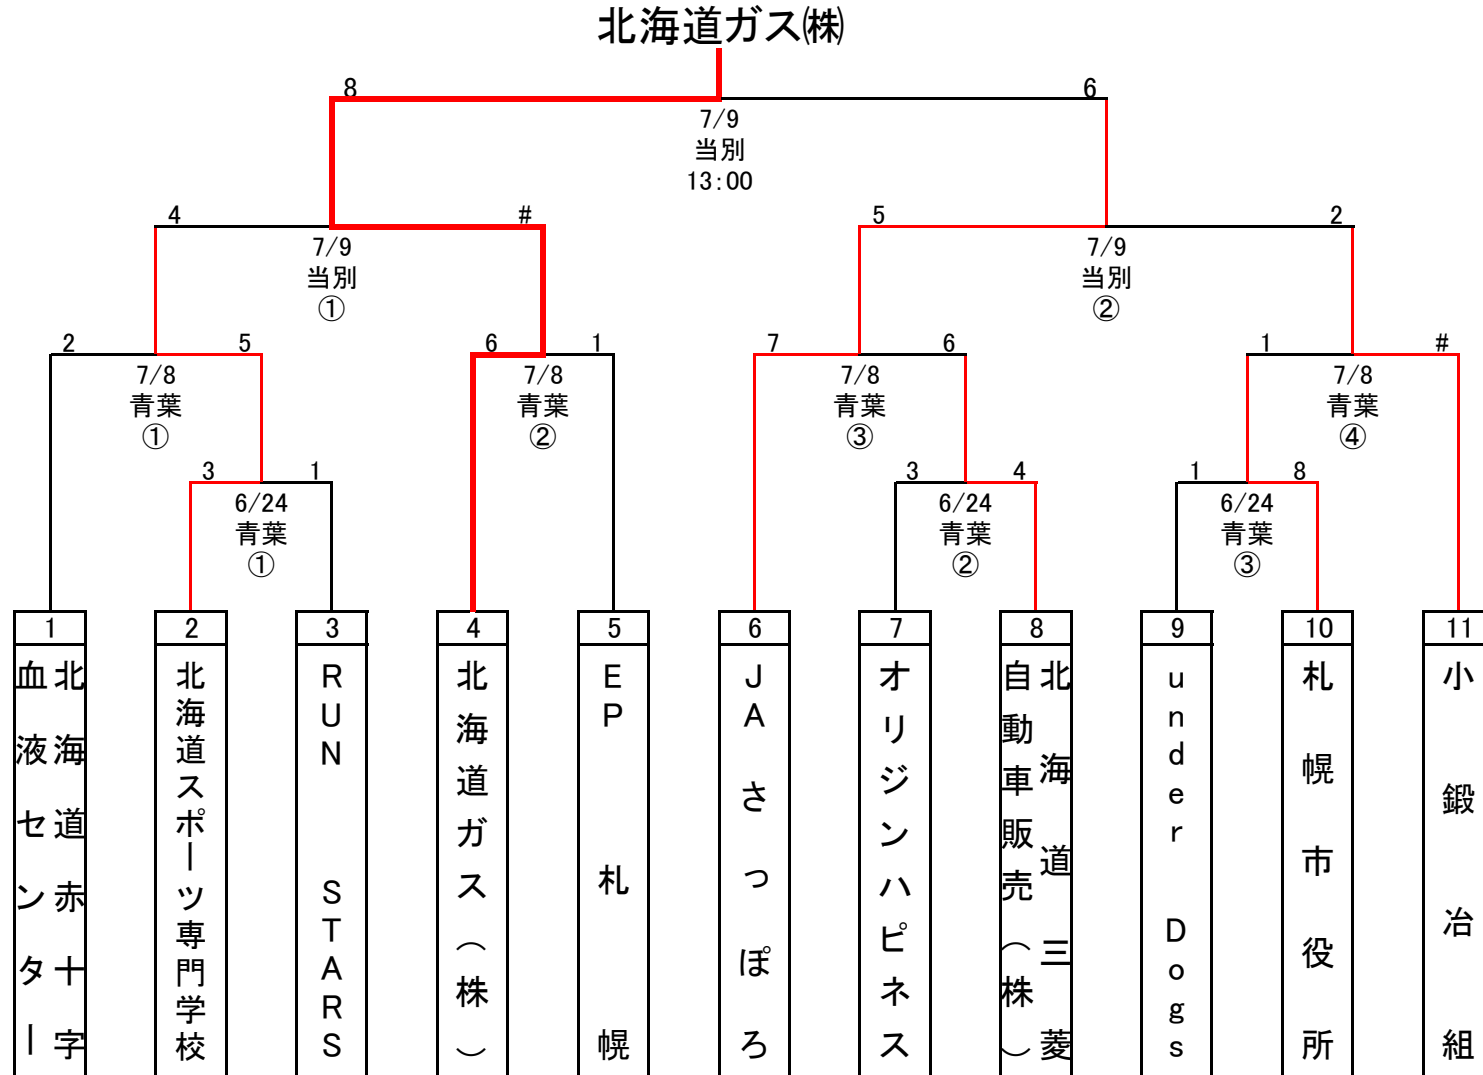 北海道ガス㈱
8 6
7/9
当別
13:00
4 # 5 2
7/9 7/9
当別 当別
① ②
2 5 6 1 7 6 1 #
7/8 7/8 7/8 7/8
青葉 青葉 青葉 青葉
① ② ③ ④
3 1 3 4 1 8
6/24 6/24 6/24
青葉 青葉 青葉
① ② ③
1 2 3 4 5 6 7 8 9 10 11
北海道赤十字
血液センター
北海道スポーツ専門学校
RUN STARS
北海道ガス（株）
EP札幌
JAさっぽろ
オリジンハピネス
北海道三菱
自動車販売（株）
under Dogs
札幌市役所
小鍛冶組